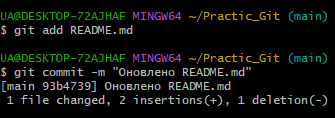 UA@DESKTOP-72AJHAF MINGW64 ~/Practic_Git (main)
$ git add README.md
UA@DESKTOP-72AJHAF MINGW64 ~/Practic_Git (main)
$ git commit -m "Оновлено README.md"
[main 93b4739] Оновлено README.md
1 file changed, 2 insertions(+), 1 deletion(-)